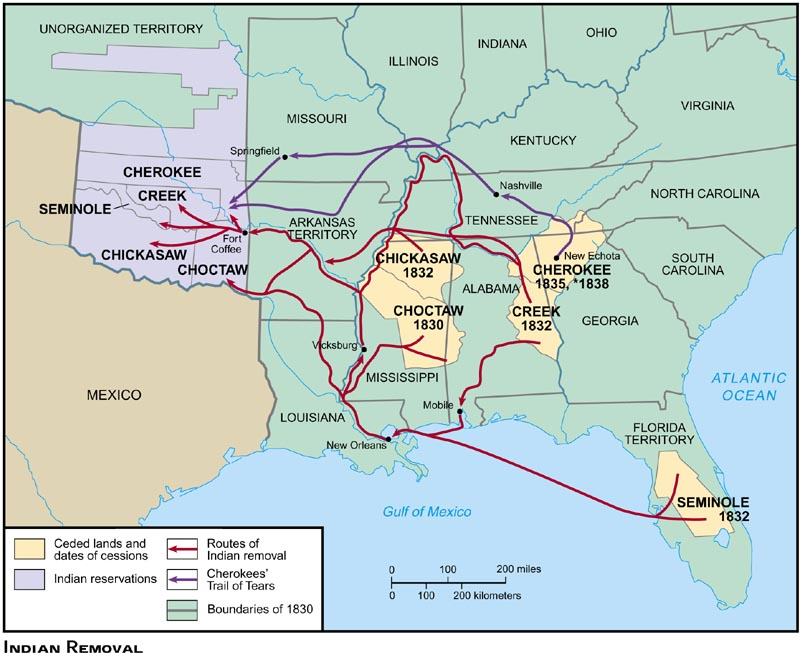 UNORGANIZED TERRITORY
ILLINOIS
INDIANA
OHIO
MISSOURI
VIRGINIA
KENTUCKY
Springfield
CHEROKEE
CREEK
SEMINOLE
Nashville
NORTH CAROLINA
ARKANSAS
TERRITORY
TENNESSEE
Fort
Coffee
CHICKASAW
CHOCTAW
CHICKASAW
1832
New Echota
CHEROKEE
1835, *1838
SOUTH
CAROLINA
CHOCTAW
1830
ALABAMA
CREEK
1832
GEORGIA
Vicksburg
MISSISSIPPI
MEXICO
ATLANTIC
OCEAN
LOUISIANA
Mobile
New Orleans
FLORIDA
TERRITORY
SEMINOLE
1832
Gulf of Mexico
Ceded lands and
dates of cessions
Indian reservations
Routes of
Indian removal
Cherokees'
Trail of Tears
Boundaries of 1830
0 100 200 miles
0 100 200 kilometers
INDIAN REMOVAL